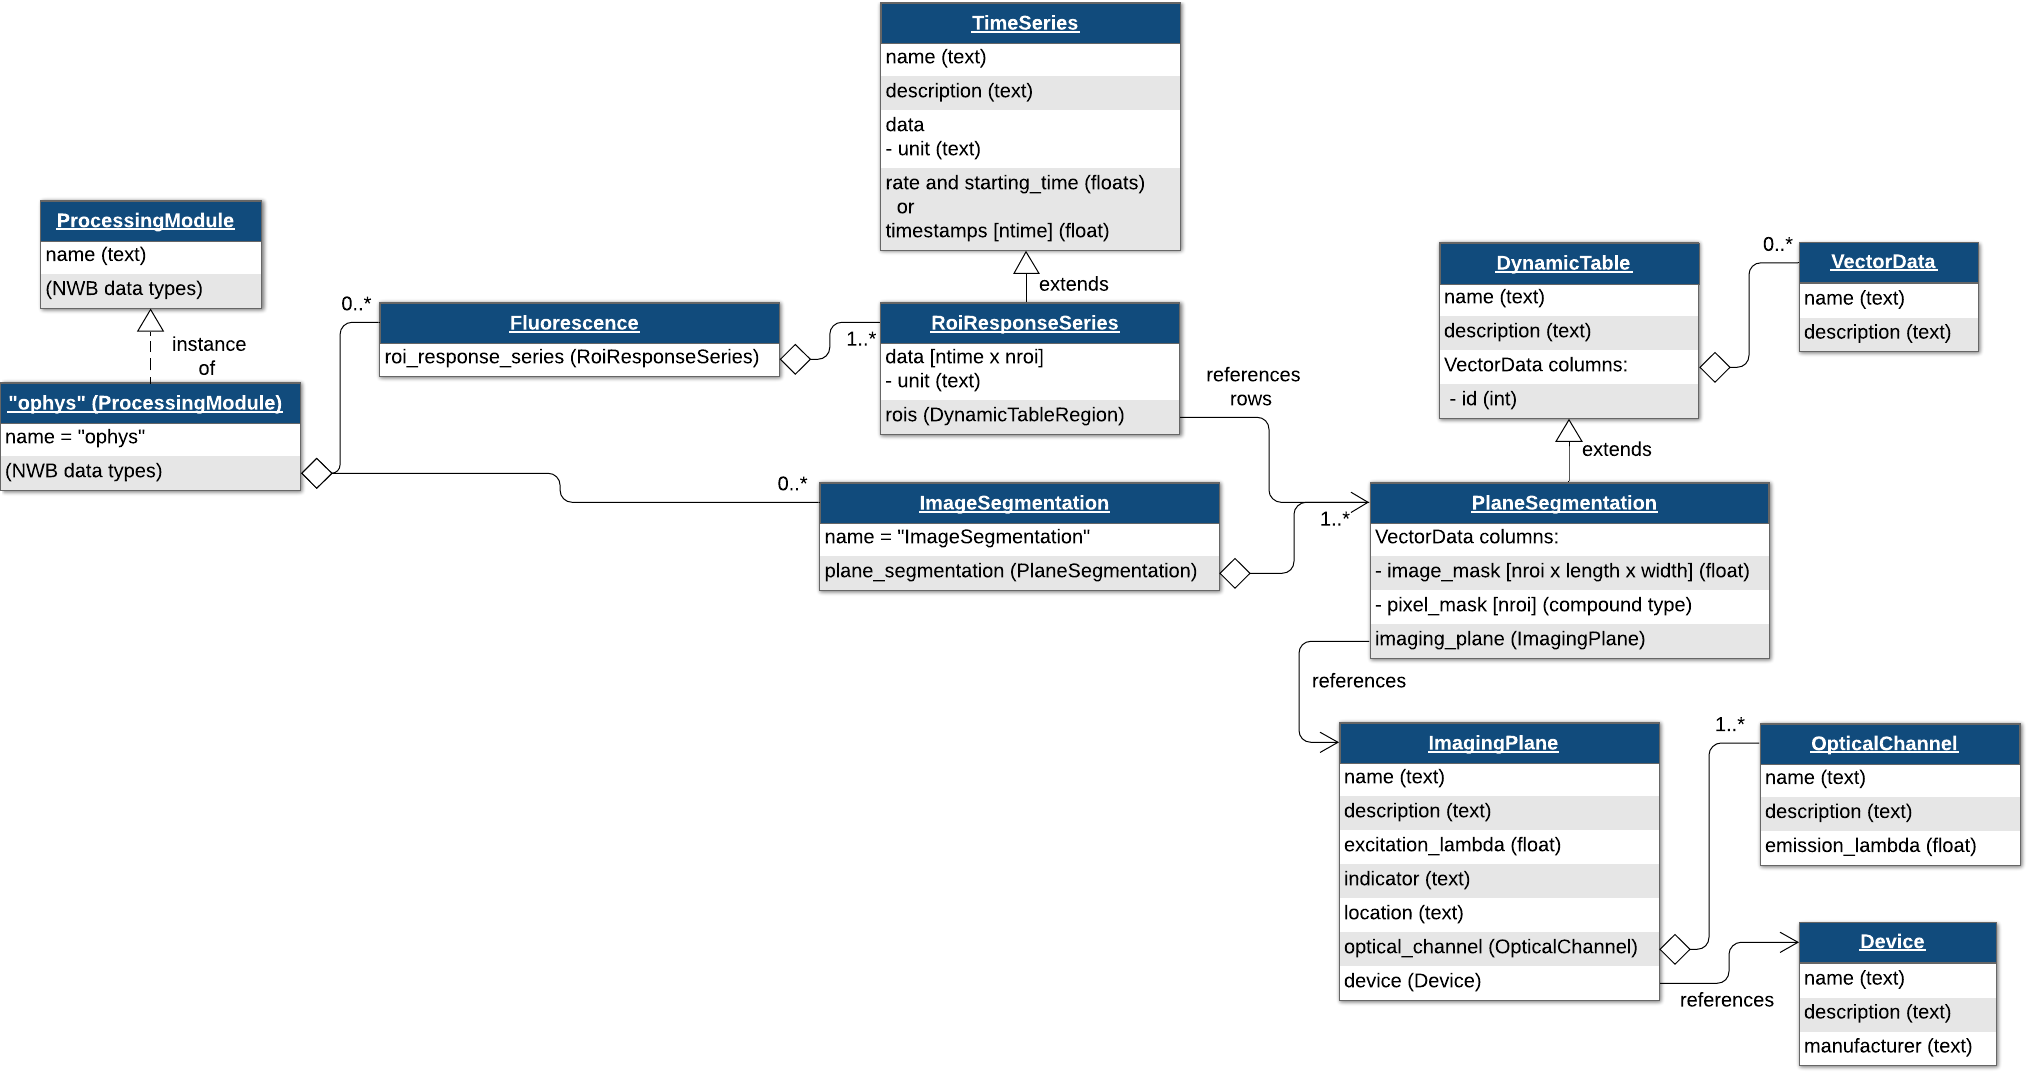 TimeSeries
name (text)
description (text)
data
- unit (text)
rate and starting_time (floats)
or
timestamps [ntime] (float)
ProcessingModule
name (text)
(NWB data types)
instance
of
"ophys" (ProcessingModule)
name = "ophys"
(NWB data types)
0..*
Fluorescence
roi_response_series (RoiResponseSeries)
1..*
extends
RoiResponseSeries
data [ntime x nroi]
- unit (text)
rois (DynamicTableRegion)
references
rows
DynamicTable
name (text)
description (text)
VectorData columns:
- id (int)
0..*
VectorData
name (text)
description (text)
extends
0..*
ImageSegmentation
name = "ImageSegmentation"
plane_segmentation (PlaneSegmentation)
1..*
PlaneSegmentation
VectorData columns:
- image_mask [nroi x length x width] (float)
- pixel_mask [nroi] (compound type)
imaging_plane (ImagingPlane)
references
ImagingPlane
name (text)
description (text)
excitation_lambda (float)
indicator (text)
location (text)
optical_channel (OpticalChannel)
device (Device)
1..*
OpticalChannel
name (text)
description (text)
emission_lambda (float)
references
Device
name (text)
description (text)
manufacturer (text)